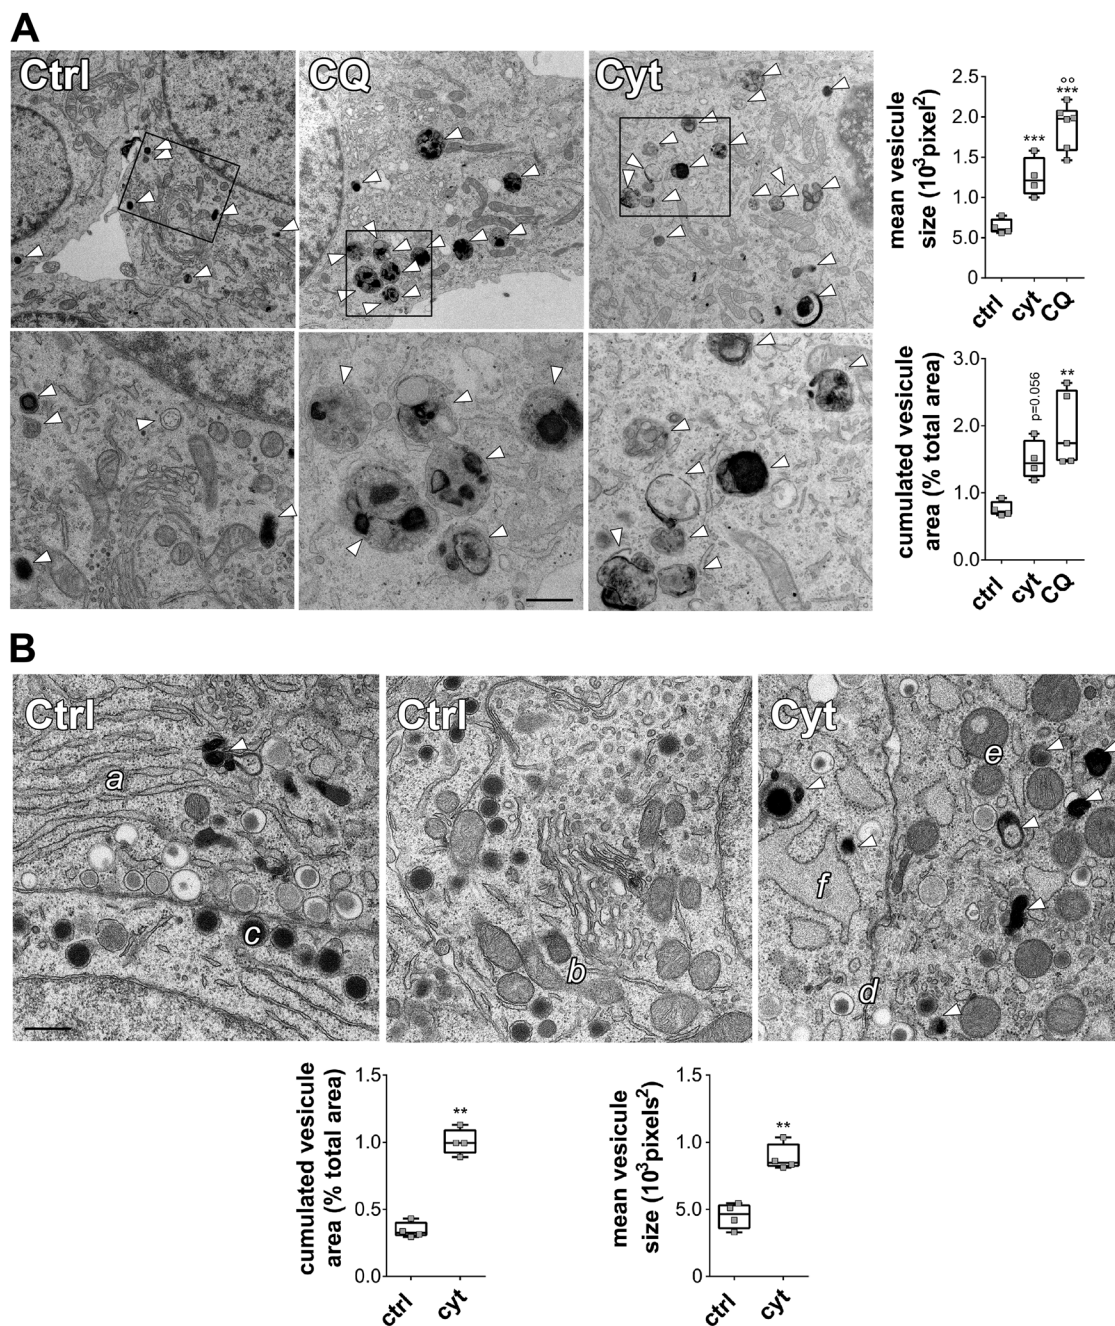 A
Ctrl
CQ
Cyt
mean vesicule
size (10³pixel²)
2.5
2.0
1.5
1.0
5.0
0
***
°°
***
ctrl
cyt
CQ
cumulated vesicule
area (% total area)
3.0
2.0
1.0
0.0
p=0.056
**
ctrl
cyt
CQ
B
Ctrl
a
c
Ctrl
b
Cyt
e
f
d
cumulated vesicule
area (% total area)
1.5
1.0
0.5
0.0
**
ctrl
cyt
mean vesicule
size (10³pixels²)
1.5
1.0
5.0
0
**
ctrl
cyt